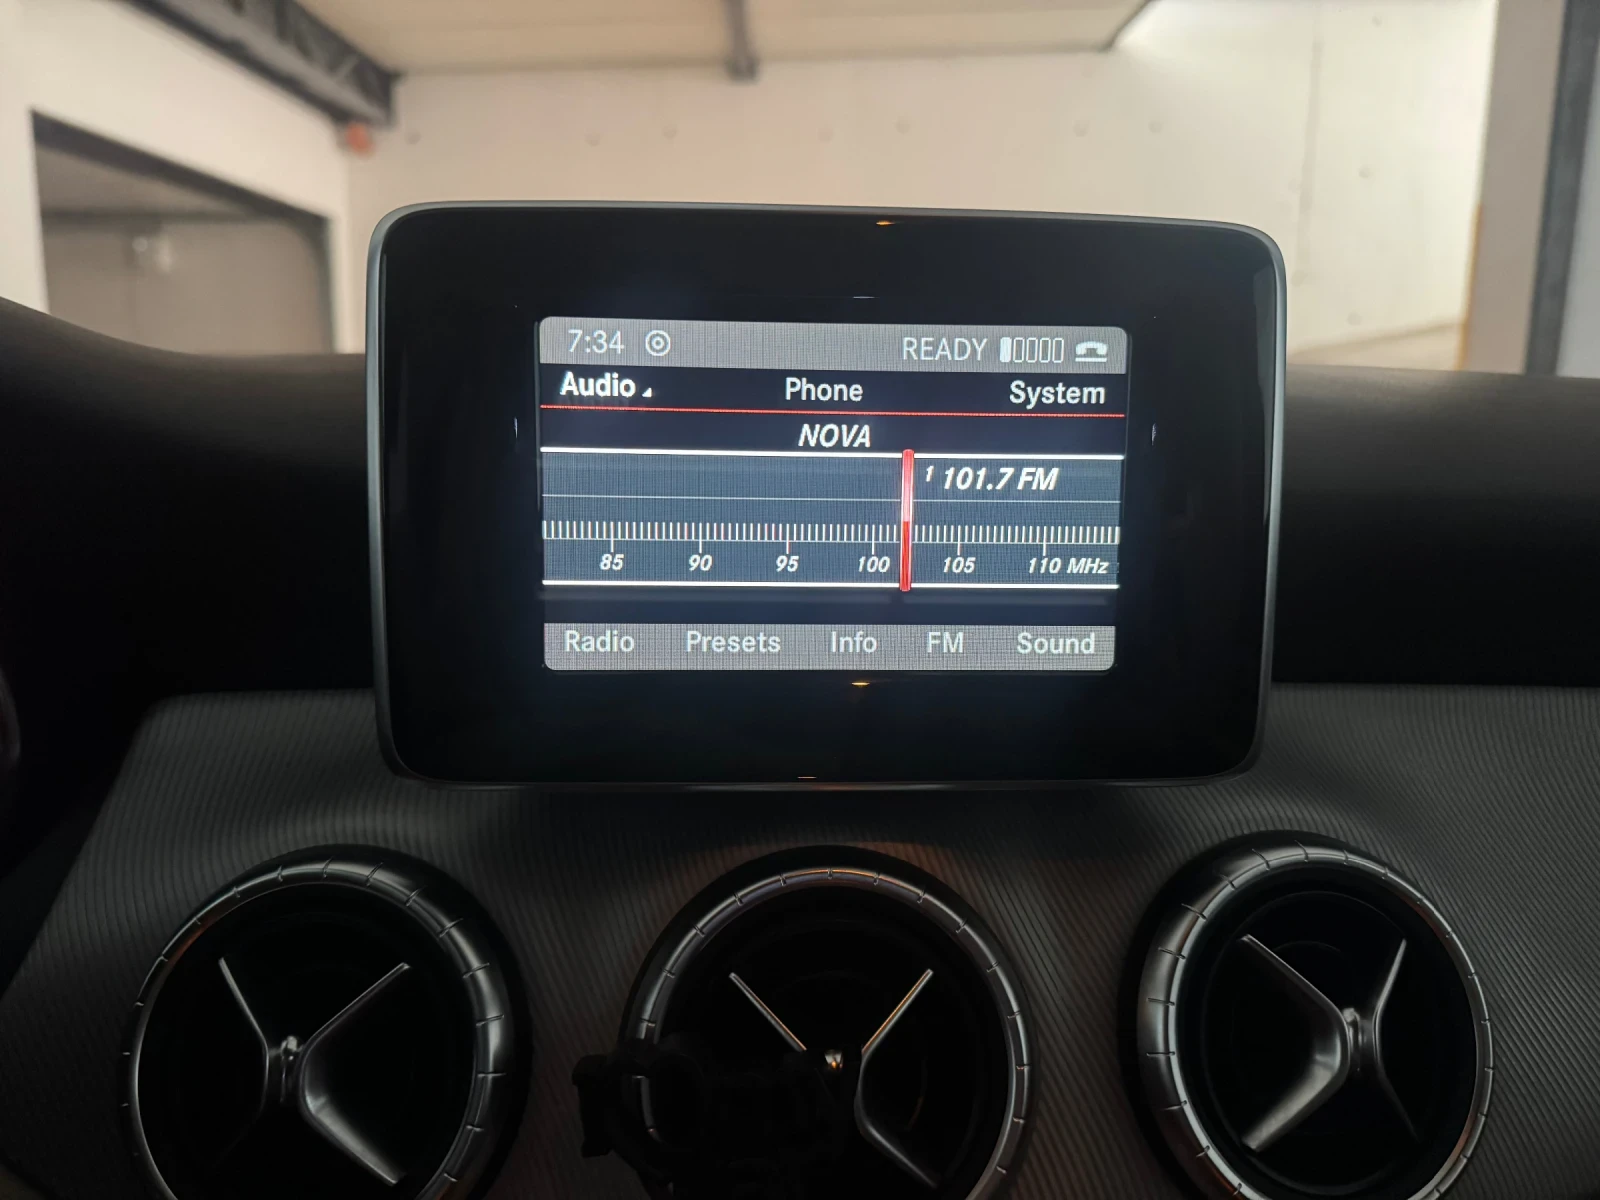 7:34 READY
Audio Phone System
NOVA
1 101.7 FM
85 90 95 100 105 110 MHz
Radio Presets Info FM Sound